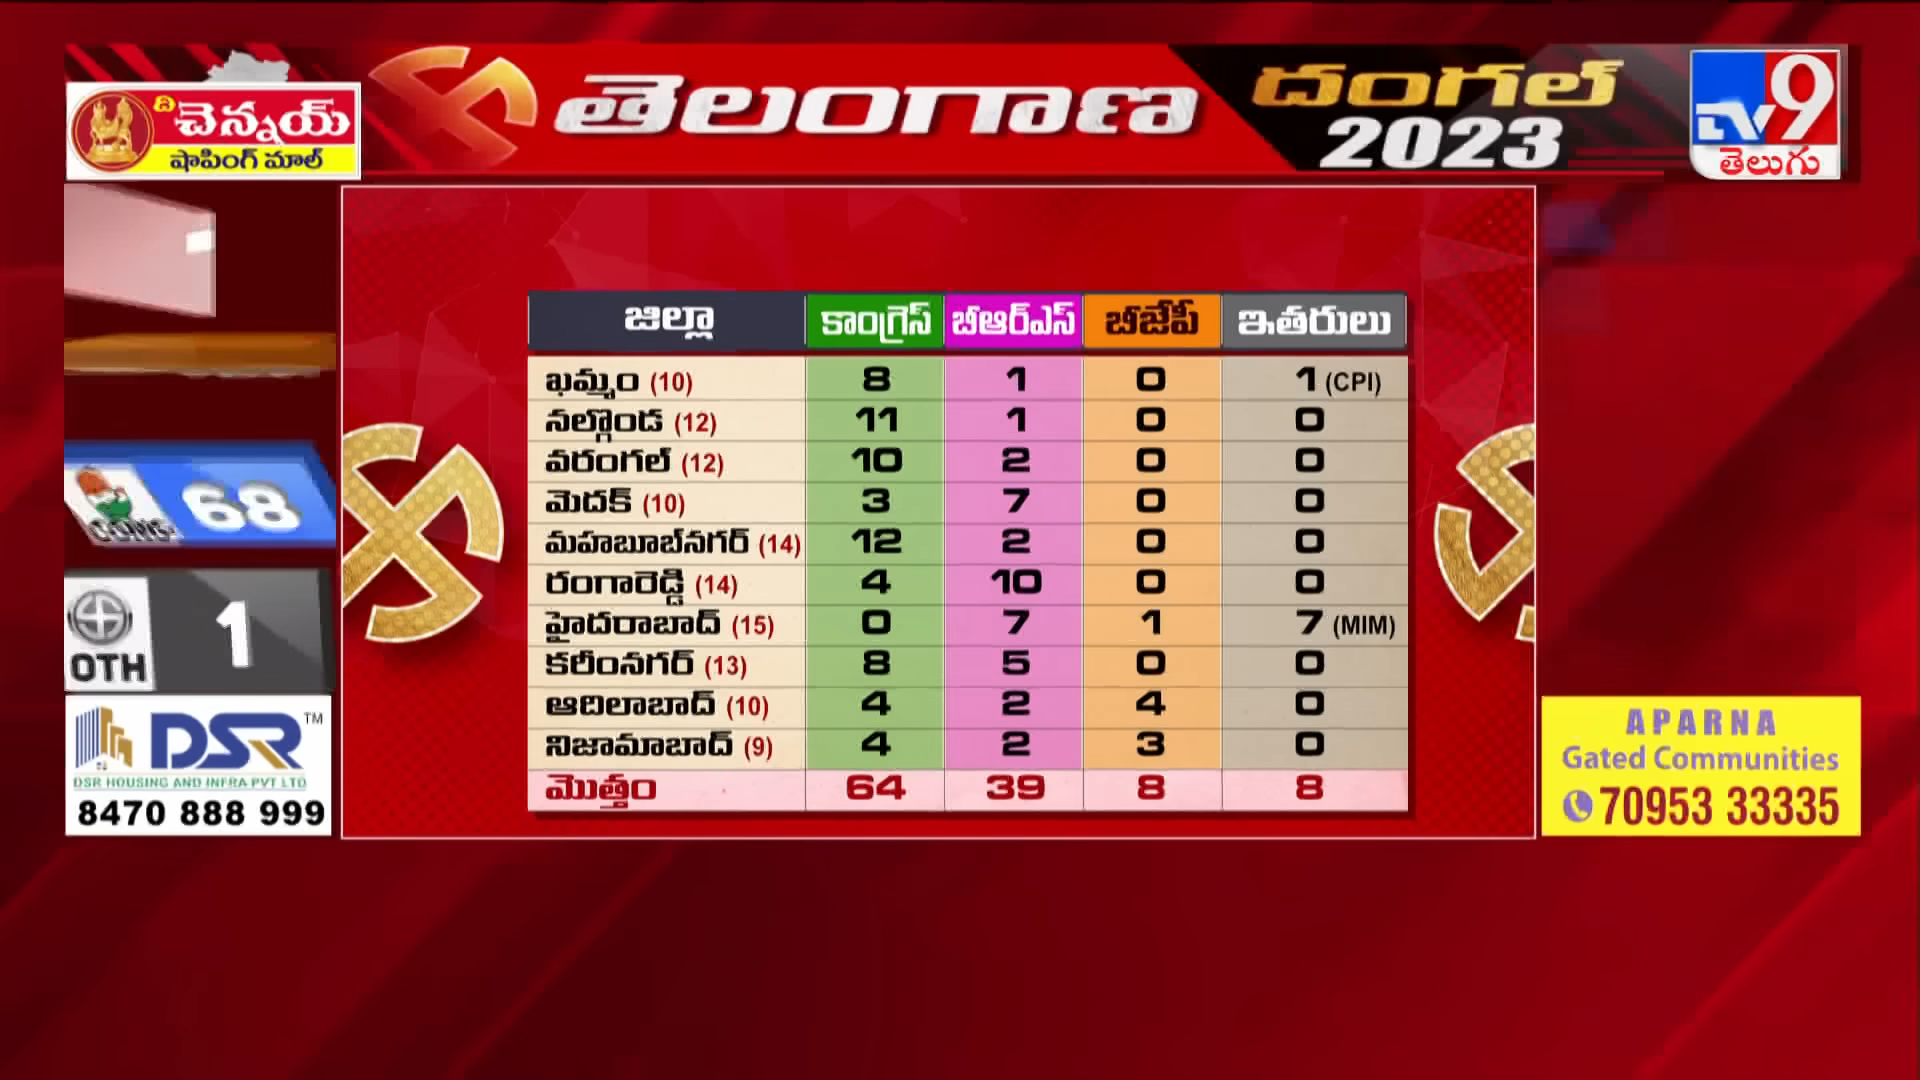 ది చెన్నయ్
షాపింగ్ మాల్
తెలంగాణ దంగల్ 2023
TV9
తెలుగు
జిల్లా కాంగ్రెస్ బీఆర్ఎస్ బీజేపీ ఇతరులు
ఖమ్మం (10) 8 1 0 1 (CPI)
నల్గొండ (12) 11 1 0 0
వరంగల్ (12) 10 2 0 0
మెదక్ (10) 3 7 0 0
మహబూబ్‌నగర్ (14) 12 2 0 0
రంగారెడ్డి (14) 4 10 0 0
హైదరాబాద్ (15) 0 7 1 7 (MIM)
కరీంనగర్ (13) 8 5 0 0
ఆదిలాబాద్ (10) 4 2 4 0
నిజామాబాద్ (9) 4 2 3 0
మొత్తం 64 39 8 8
CONG 68
OTH 1
DSR TM
DSR HOUSING AND INFRA PVT LTD
8470 888 999
APARNA
Gated Communities
70953 33335